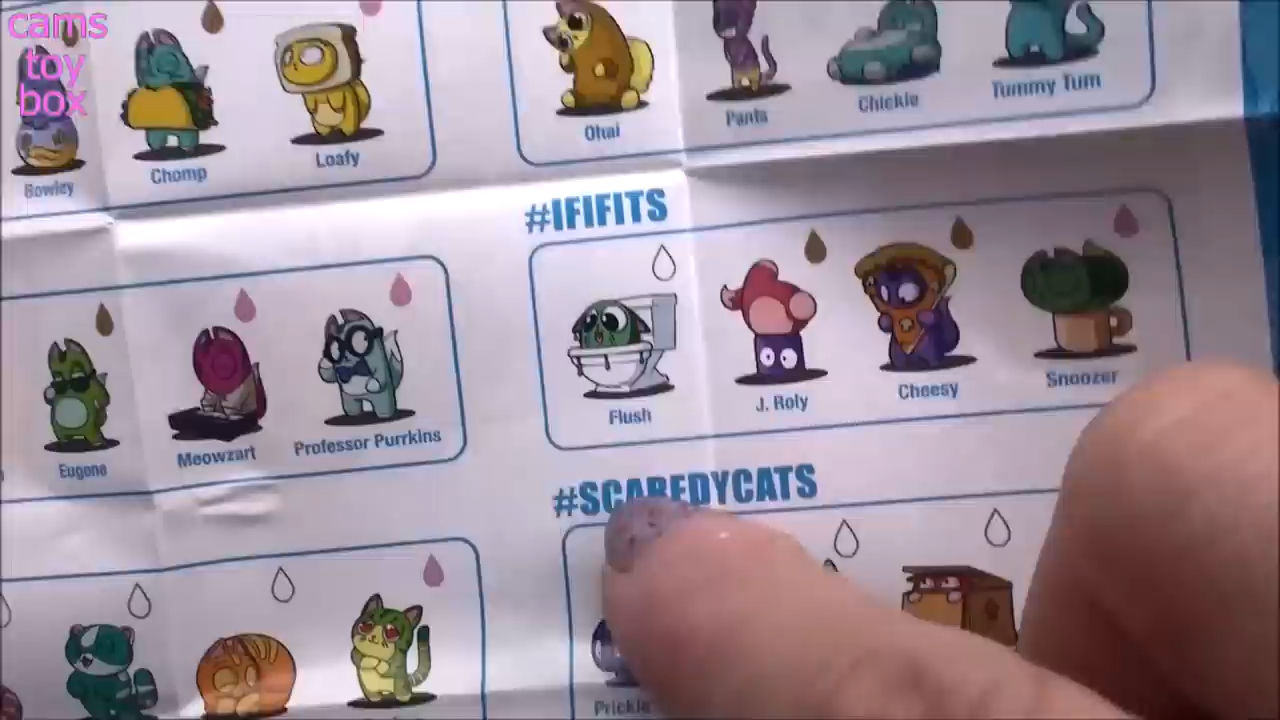 cams
toy
box
Bowley
Chomp
Loafy
Ohai
Pants
Chickie
Tummy Tum
#IFIFITS
Eugene
Meowzart
Professor Purrkins
Flush
J. Roly
Cheesy
Snoozer
#SCAREDYCATS
Prickle